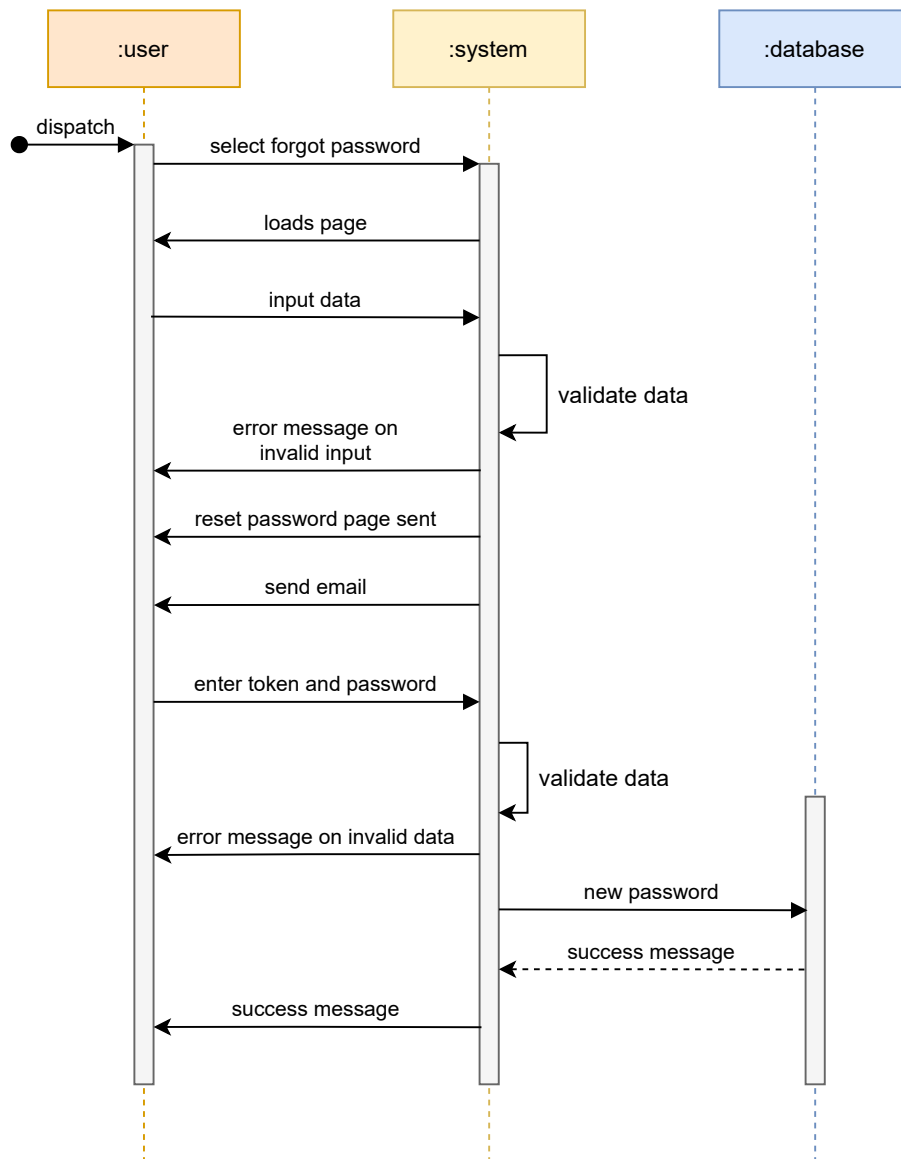 :user
:system
:database
dispatch
select forgot password
loads page
input data
validate data
error message on
invalid input
reset password page sent
send email
enter token and password
validate data
error message on invalid data
new password
success message
success message